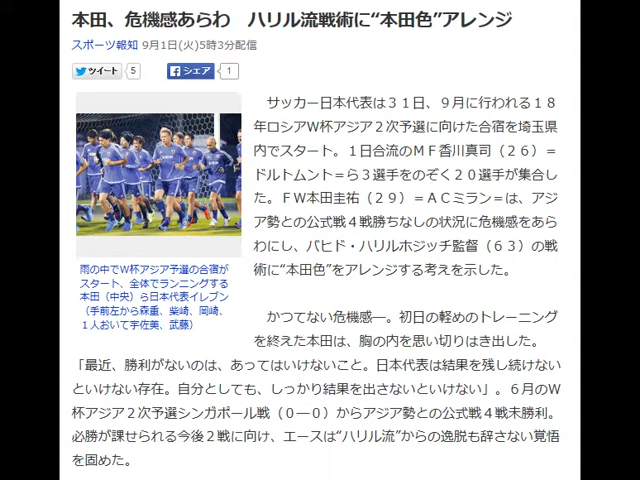 本田、危機感あらわ　ハリル流戦術に“本田色”アレンジ
スポーツ報知 9月1日(火)5時3分配信
ツイート 5 シェア 1
サッカー日本代表は３１日、９月に行われる１８
年ロシアＷ杯アジア２次予選に向けた合宿を埼玉県
内でスタート。１日合流のＭＦ香川真司（２６）＝
ドルトムント＝ら３選手をのぞく２０選手が集合し
た。ＦＷ本田圭祐（２９）＝ＡＣミラン＝は、アジ
ア勢との公式戦４戦勝ちなしの状況に危機感をあら
わにし、バヒド・ハリルホジッチ監督（６３）の戦
術に“本田色”をアレンジする考えを示した。
雨の中でＷ杯アジア予選の合宿が
スタート、全体でランニングする
本田（中央）ら日本代表イレブン
（手前左から森重、柴崎、岡崎、
１人おいて宇佐美、武藤）
かつてない危機感―。初日の軽めのトレーニング
を終えた本田は、胸の内を思い切りはき出した。
「最近、勝利がないのは、あってはいけないこと。日本代表は結果を残し続けない
といけない存在。自分としても、しっかり結果を出さないといけない」。６月のＷ
杯アジア２次予選シンガポール戦（０―０）からアジア勢との公式戦４戦未勝利。
必勝が課せられる今後２戦に向け、エースは“ハリル流”からの逸脱も辞さない覚悟
を固めた。